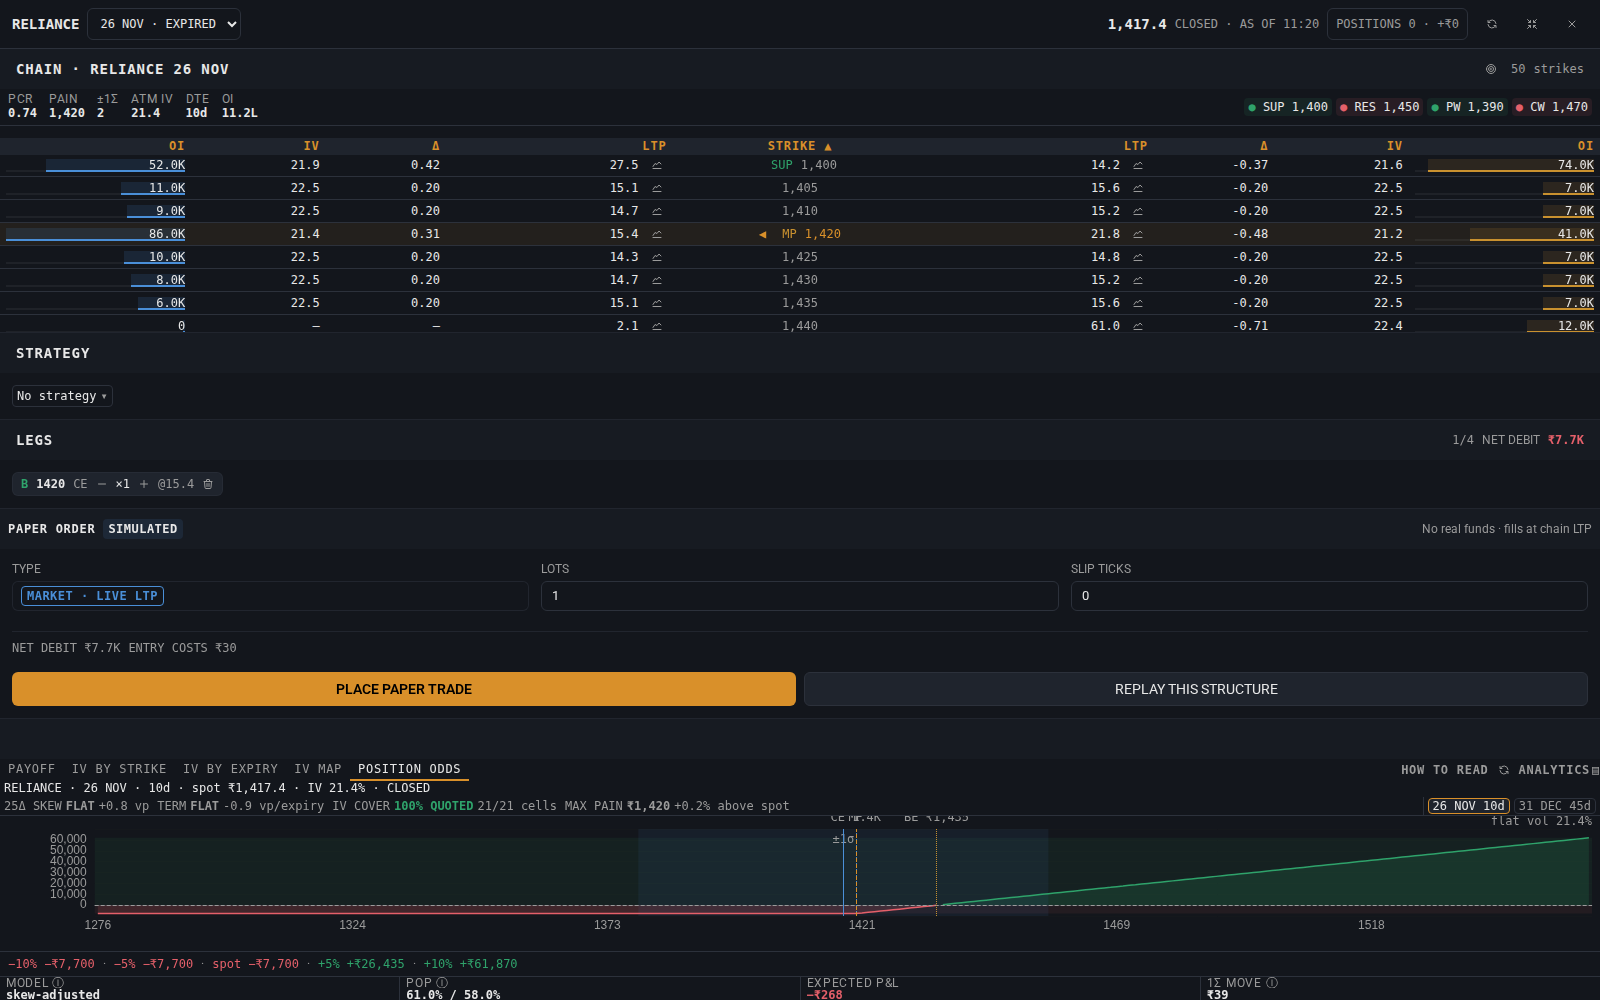 RELIANCE 26 NOV · EXPIRED 1,417.4 CLOSED · AS OF 11:20 POSITIONS 0 · +₹0
CHAIN · RELIANCE 26 NOV 50 strikes
PCR PAIN ±1Σ ATM IV DTE OI
0.74 1,420 2 21.4 10d 11.2L SUP 1,400 RES 1,450 PW 1,390 CW 1,470
OI IV Δ LTP STRIKE ▲ LTP Δ IV OI
52.0K 21.9 0.42 27.5 SUP 1,400 14.2 -0.37 21.6 74.0K
11.0K 22.5 0.20 15.1 1,405 15.6 -0.20 22.5 7.0K
9.0K 22.5 0.20 14.7 1,410 15.2 -0.20 22.5 7.0K
86.0K 21.4 0.31 15.4 ◀ MP 1,420 21.8 -0.48 21.2 41.0K
10.0K 22.5 0.20 14.3 1,425 14.8 -0.20 22.5 7.0K
8.0K 22.5 0.20 14.7 1,430 15.2 -0.20 22.5 7.0K
6.0K 22.5 0.20 15.1 1,435 15.6 -0.20 22.5 7.0K
0 — — 2.1 1,440 61.0 -0.71 22.4 12.0K
STRATEGY
No strategy ▾
LEGS 1/4 NET DEBIT ₹7.7K
B 1420 CE − ×1 + @15.4
PAPER ORDER SIMULATED No real funds · fills at chain LTP
TYPE LOTS SLIP TICKS
MARKET · LIVE LTP 1 0
NET DEBIT ₹7.7K ENTRY COSTS ₹30
PLACE PAPER TRADE REPLAY THIS STRUCTURE
PAYOFF IV BY STRIKE IV BY EXPIRY IV MAP POSITION ODDS HOW TO READ ANALYTICS
RELIANCE · 26 NOV · 10d · spot ₹1,417.4 · IV 21.4% · CLOSED
25Δ SKEW FLAT +0.8 vp TERM FLAT -0.9 vp/expiry IV COVER 100% QUOTED 21/21 cells MAX PAIN ₹1,420 +0.2% above spot 26 NOV 10d 31 DEC 45d
BE ₹1,435 flat vol 21.4%
±1σ
60,000
50,000
40,000
30,000
20,000
10,000
0
1276 1324 1373 1421 1469 1518
−10% −₹7,700 · −5% −₹7,700 · spot −₹7,700 · +5% +₹26,435 · +10% +₹61,870
MODEL ⓘ POP ⓘ EXPECTED P&L 1Σ MOVE ⓘ
skew-adjusted 61.0% / 58.0% −₹268 ₹39